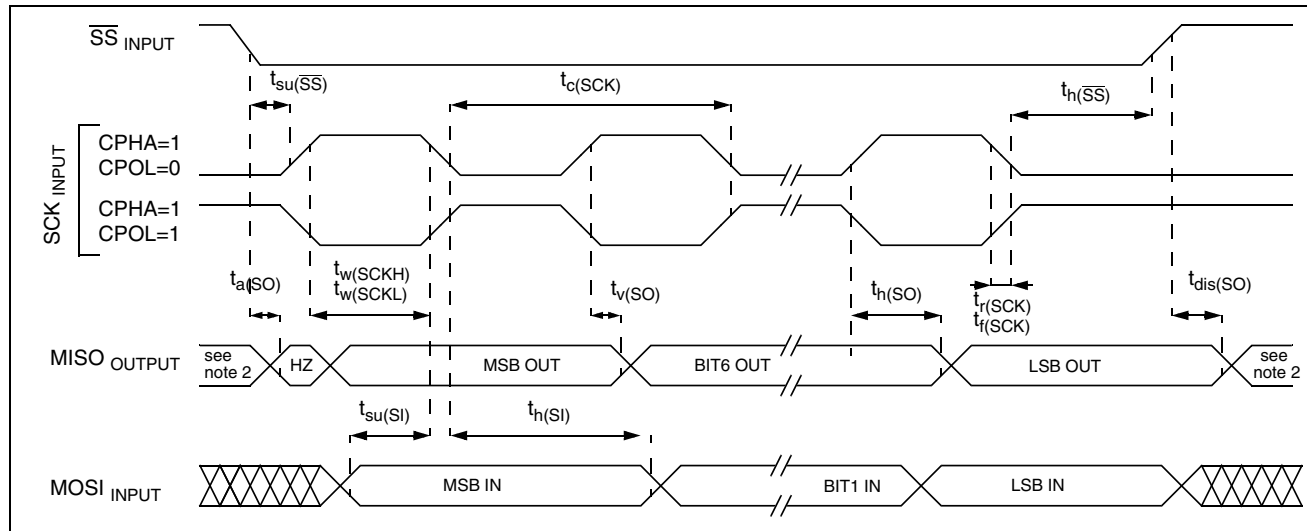 SS INPUT
tsu(SS)
tc(SCK)
th(SS)
SCK INPUT
CPHA=1
CPOL=0
CPHA=1
CPOL=1
ta(SO)
tw(SCKH)
tw(SCKL)
tv(SO)
th(SO)
tr(SCK)
tf(SCK)
tdis(SO)
MISO OUTPUT
see
note 2
HZ
MSB OUT
BIT6 OUT
LSB OUT
see
note 2
tsu(SI)
th(SI)
MOSI INPUT
MSB IN
BIT1 IN
LSB IN